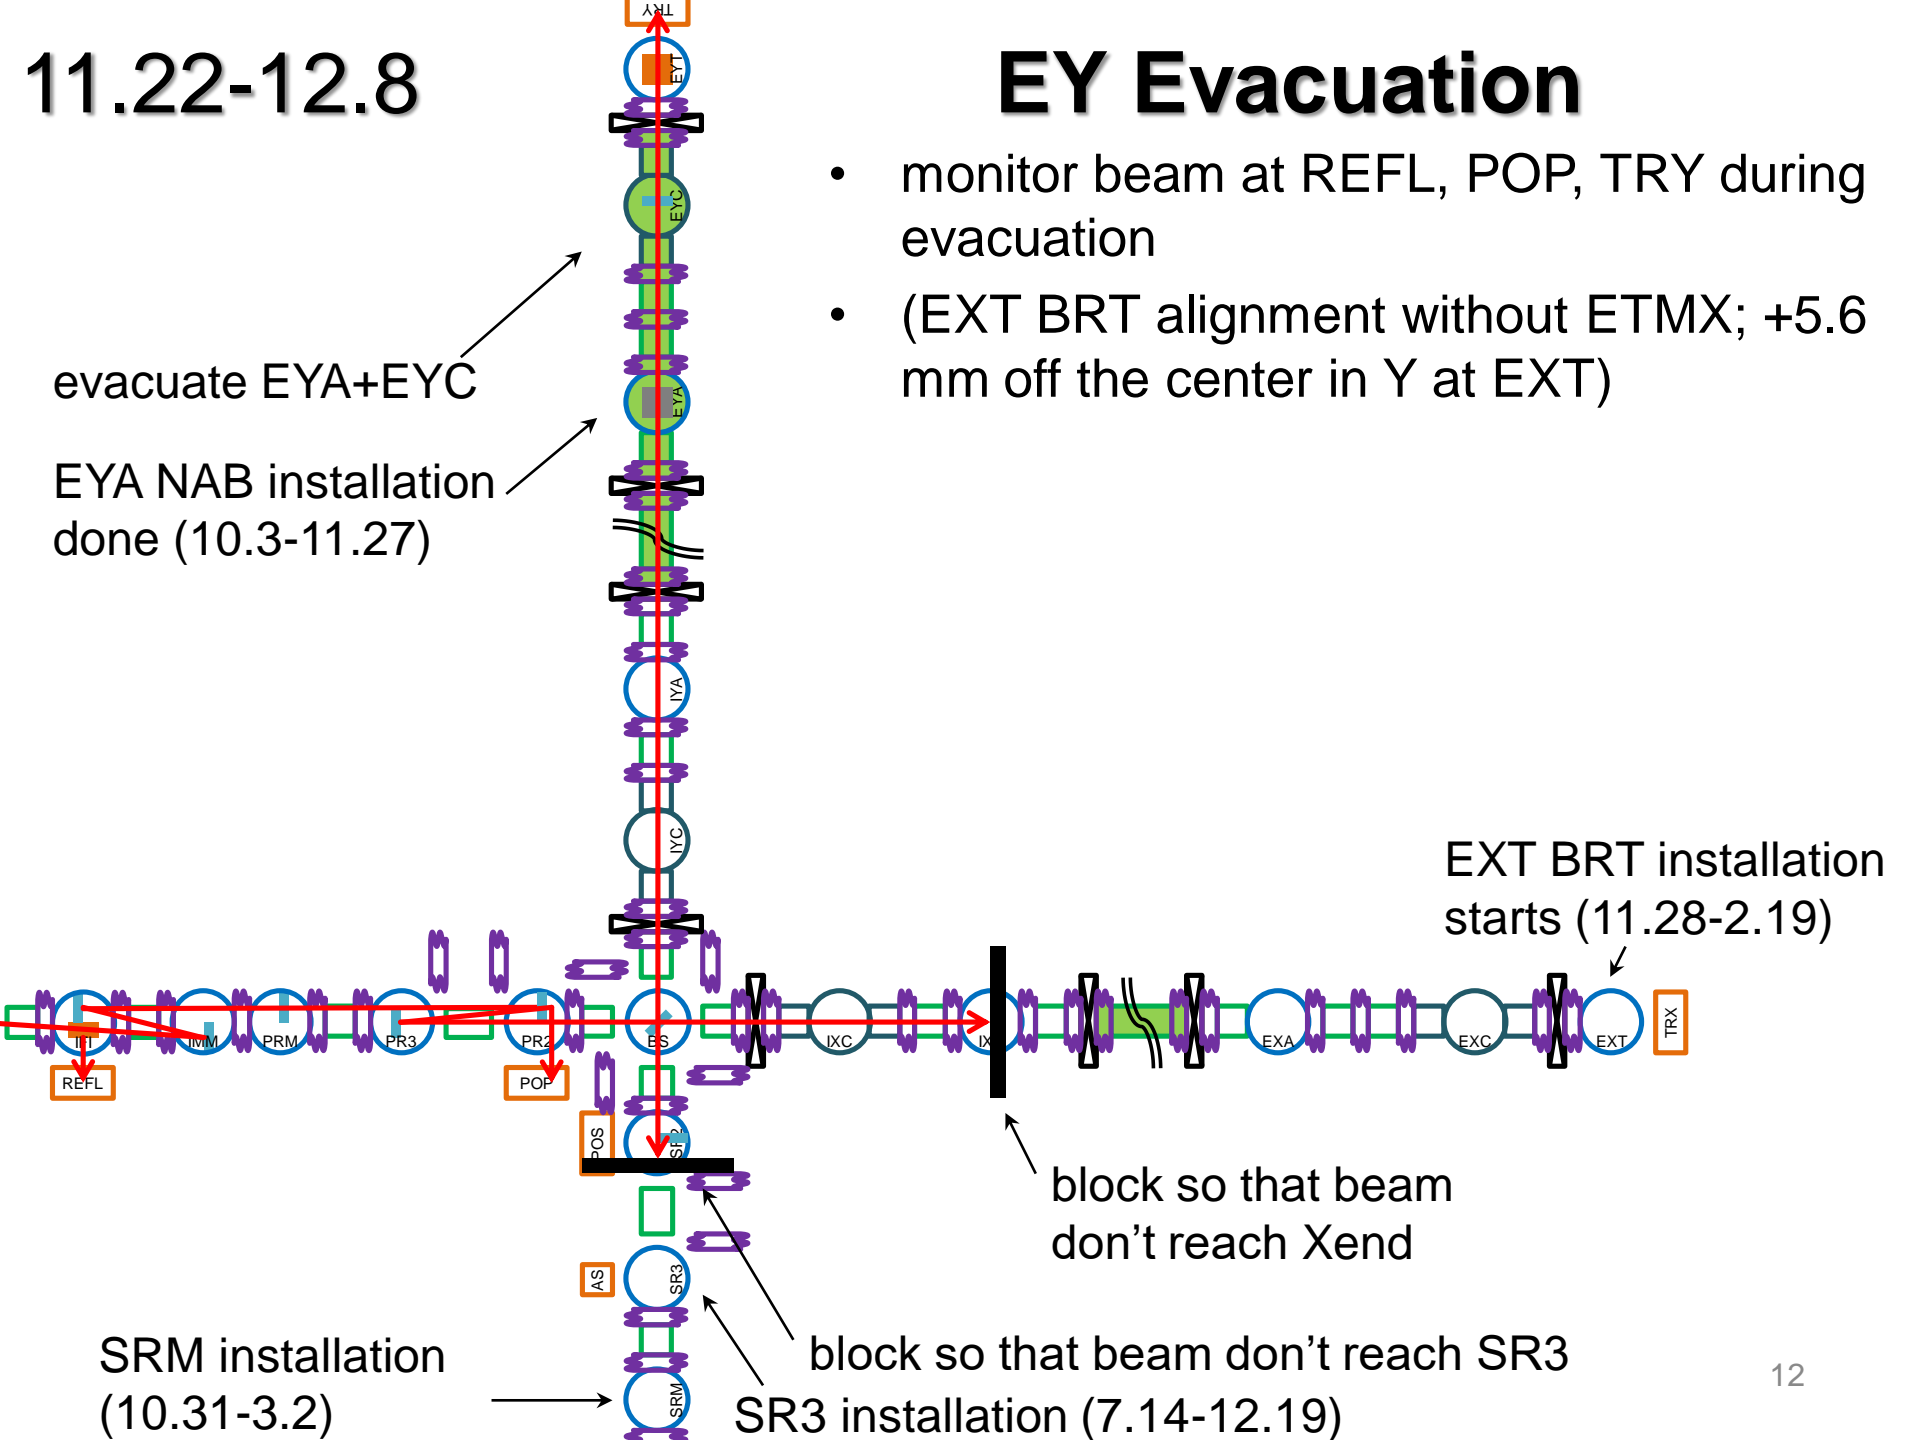 11.22-12.8
EY Evacuation
• monitor beam at REFL, POP, TRY during
evacuation
• (EXT BRT alignment without ETMX; +5.6
mm off the center in Y at EXT)
TRY
EYT
EYC
evacuate EYA+EYC
EYA
EYA NAB installation
done (10.3-11.27)
IYA
IYC
EXT BRT installation
starts (11.28-2.19)
IFI
IMM
PRM
PR3
PR2
BS
IXC
EXA
EXC
EXT
TRX
REFL
POP
POS
SR2
block so that beam
don’t reach Xend
AS
SR3
block so that beam don’t reach SR3
SRM installation
(10.31-3.2)
SRM
SR3 installation (7.14-12.19)
12